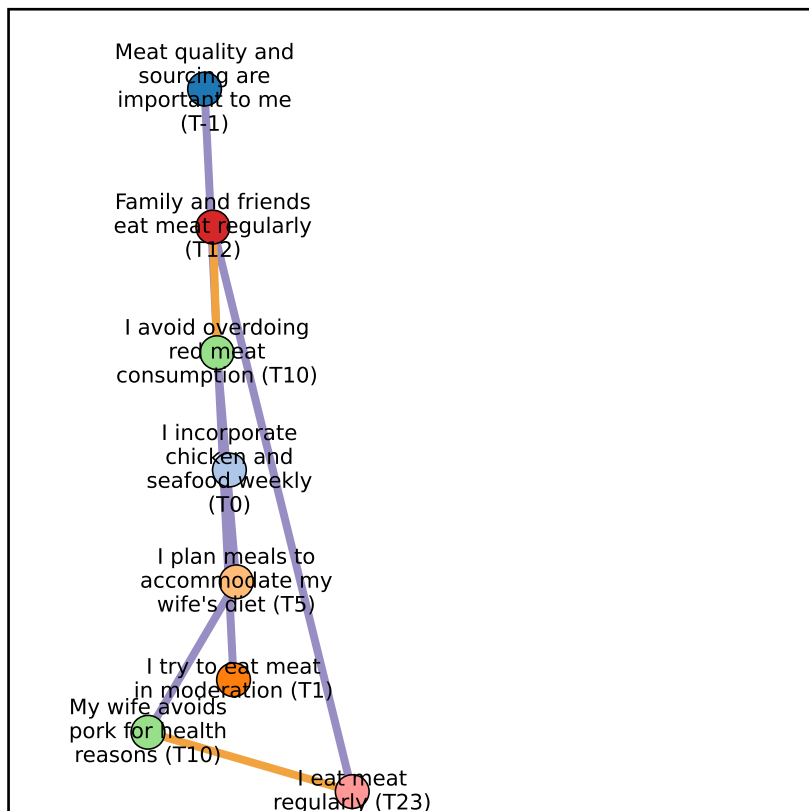 Meat quality and
sourcing are
important to me
(T-1)
Family and friends
eat meat regularly
(T12)
I avoid overdoing
red meat
consumption (T10)
I incorporate
chicken and
seafood weekly
(T0)
I plan meals to
accommodate my
wife's diet (T5)
I try to eat meat
in moderation (T1)
My wife avoids
pork for health
reasons (T10)
I eat meat
regularly (T23)